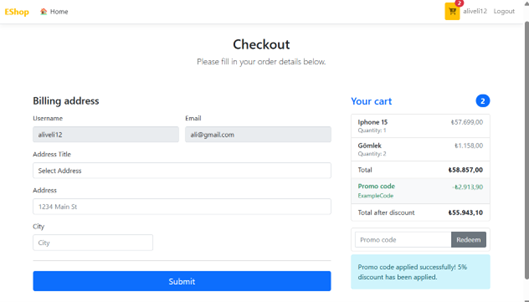 EShop
Home
2
aliveli12
Logout
Checkout
Please fill in your order details below.
Billing address
Username
Email
aliveli12
ali@gmail.com
Address Title
Select Address
Address
1234 Main St
City
City
Submit
Your cart
2
Iphone 15
₺57.699,00
Quantity: 1
Gömlek
₺1.158,00
Quantity: 2
Total
₺58.857,00
Promo code
-₺2.913,90
ExampleCode
Total after discount
₺55.943,10
Promo code
Redeem
Promo code applied successfully! 5%
discount has been applied.